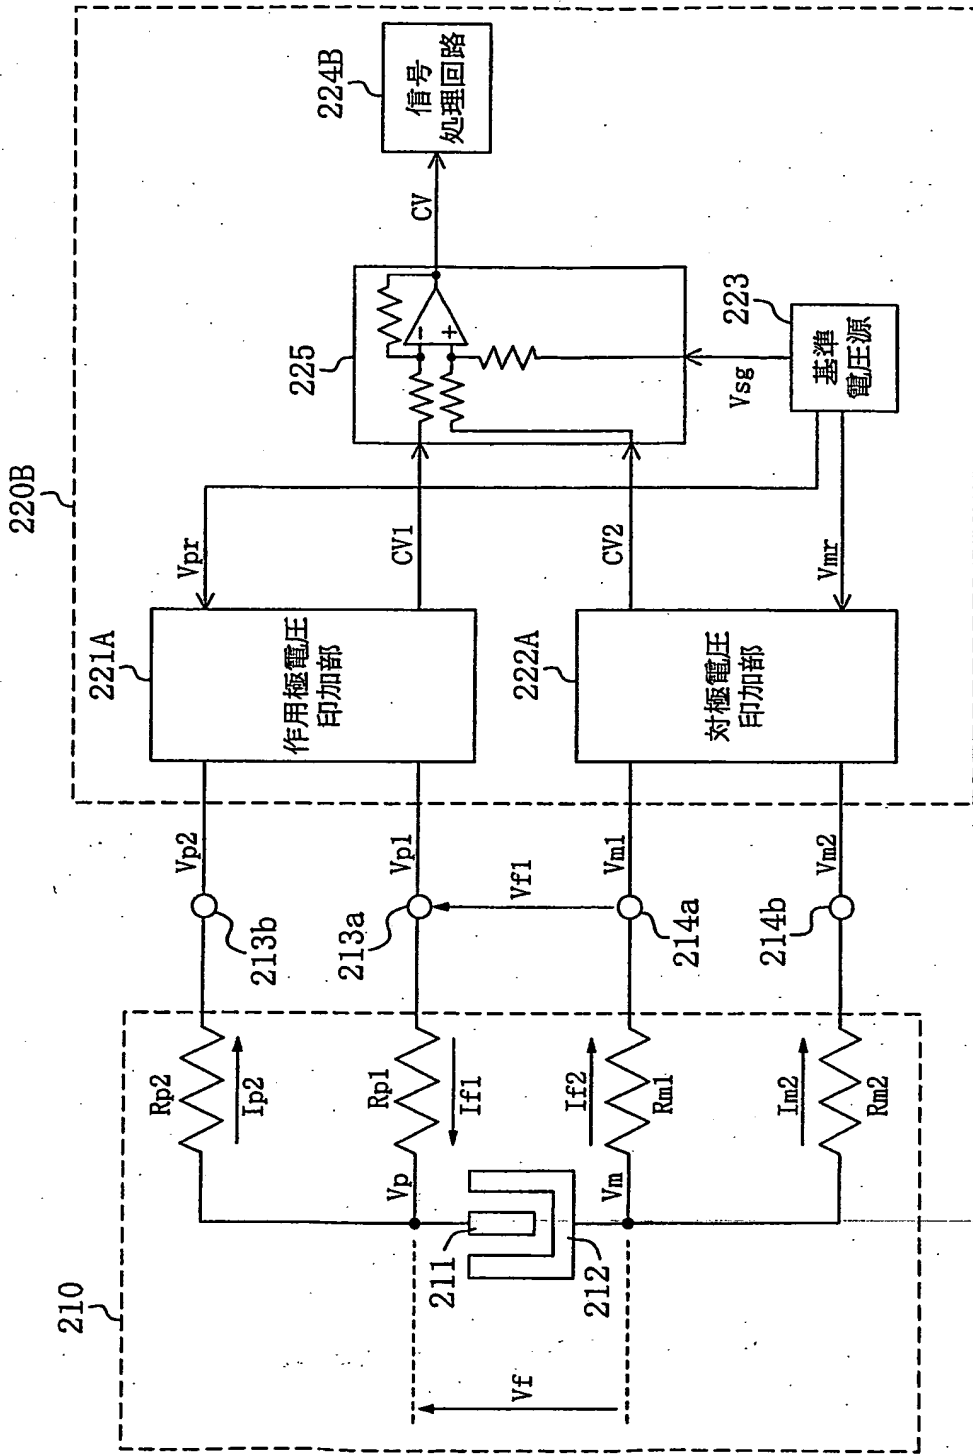 220B
210
213b
Vp2
221A
Vpr
Rp2
Ip2
作用極電圧
印加部
225
224B
信号
処理回路
CV
213a
Vp1
CV1
Rp1
If1
Vp
-
+
211
Vf
Vf1
212
Vm
If2
Rm1
214a
Vm1
222A
CV2
対極電圧
印加部
Vsg
223
基準
電圧源
Im2
Rm2
214b
Vm2
Vmr